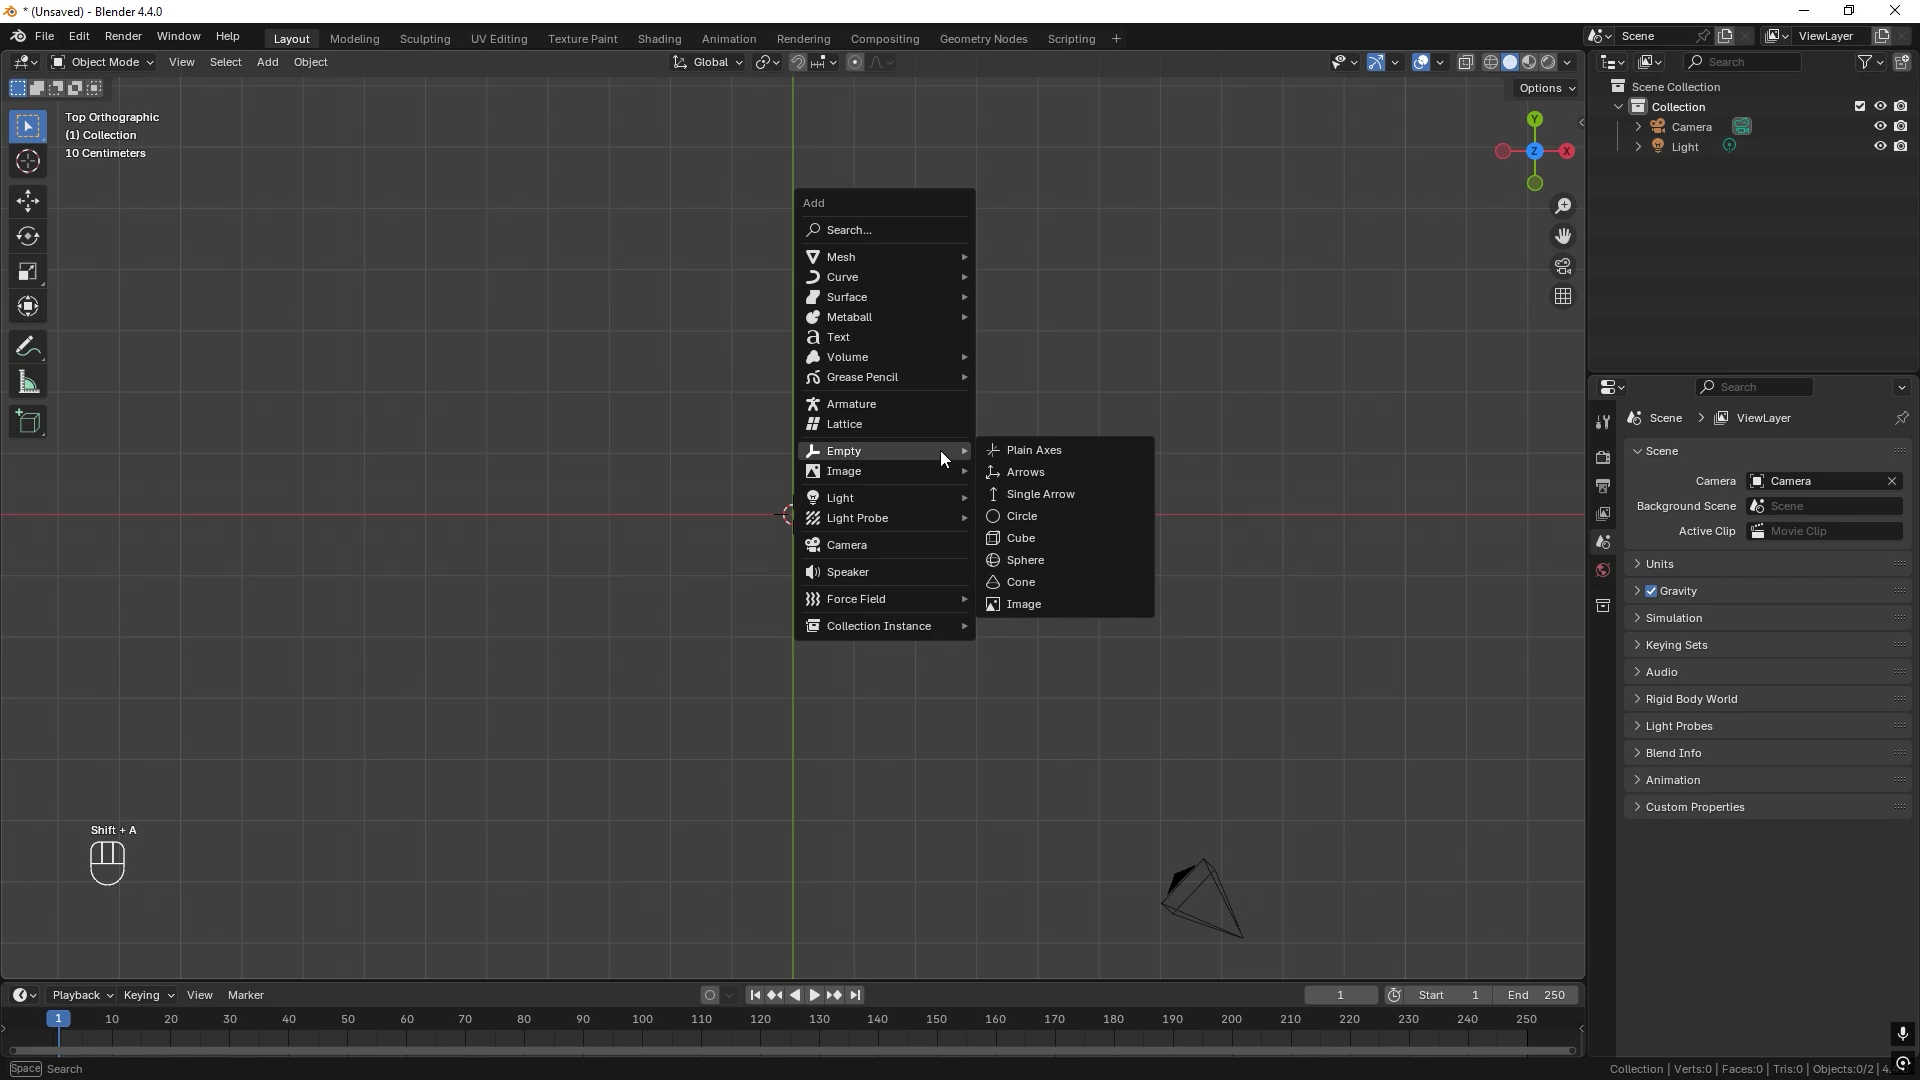 * (Unsaved) - Blender 4.4.0
File Edit Render Window Help Layout Modeling Sculpting UV Editing Texture Paint Shading Animation Rendering Compositing Geometry Nodes Scripting + Scene ViewLayer
Object Mode View Select Add Object Global Search
Options
Top Orthographic
(1) Collection
10 Centimeters
Y
Z X
Scene Collection
Collection
Camera
Light
Add
Search...
Mesh
Curve
Surface
Metaball
Text
Volume
Grease Pencil
Armature
Lattice
Empty
Image
Light
Light Probe
Camera
Speaker
Force Field
Collection Instance
Plain Axes
Arrows
Single Arrow
Circle
Cube
Sphere
Cone
Image
Search
Scene ViewLayer
Scene
Camera Camera
Background Scene Scene
Active Clip Movie Clip
Units
Gravity
Simulation
Keying Sets
Audio
Rigid Body World
Light Probes
Blend Info
Animation
Custom Properties
Shift + A
Playback Keying View Marker 1 Start 1 End 250
1 10 20 30 40 50 60 70 80 90 100 110 120 130 140 150 160 170 180 190 200 210 220 230 240 250
Space Search
Collection | Verts:0 | Faces:0 | Tris:0 | Objects:0/2 | 4.